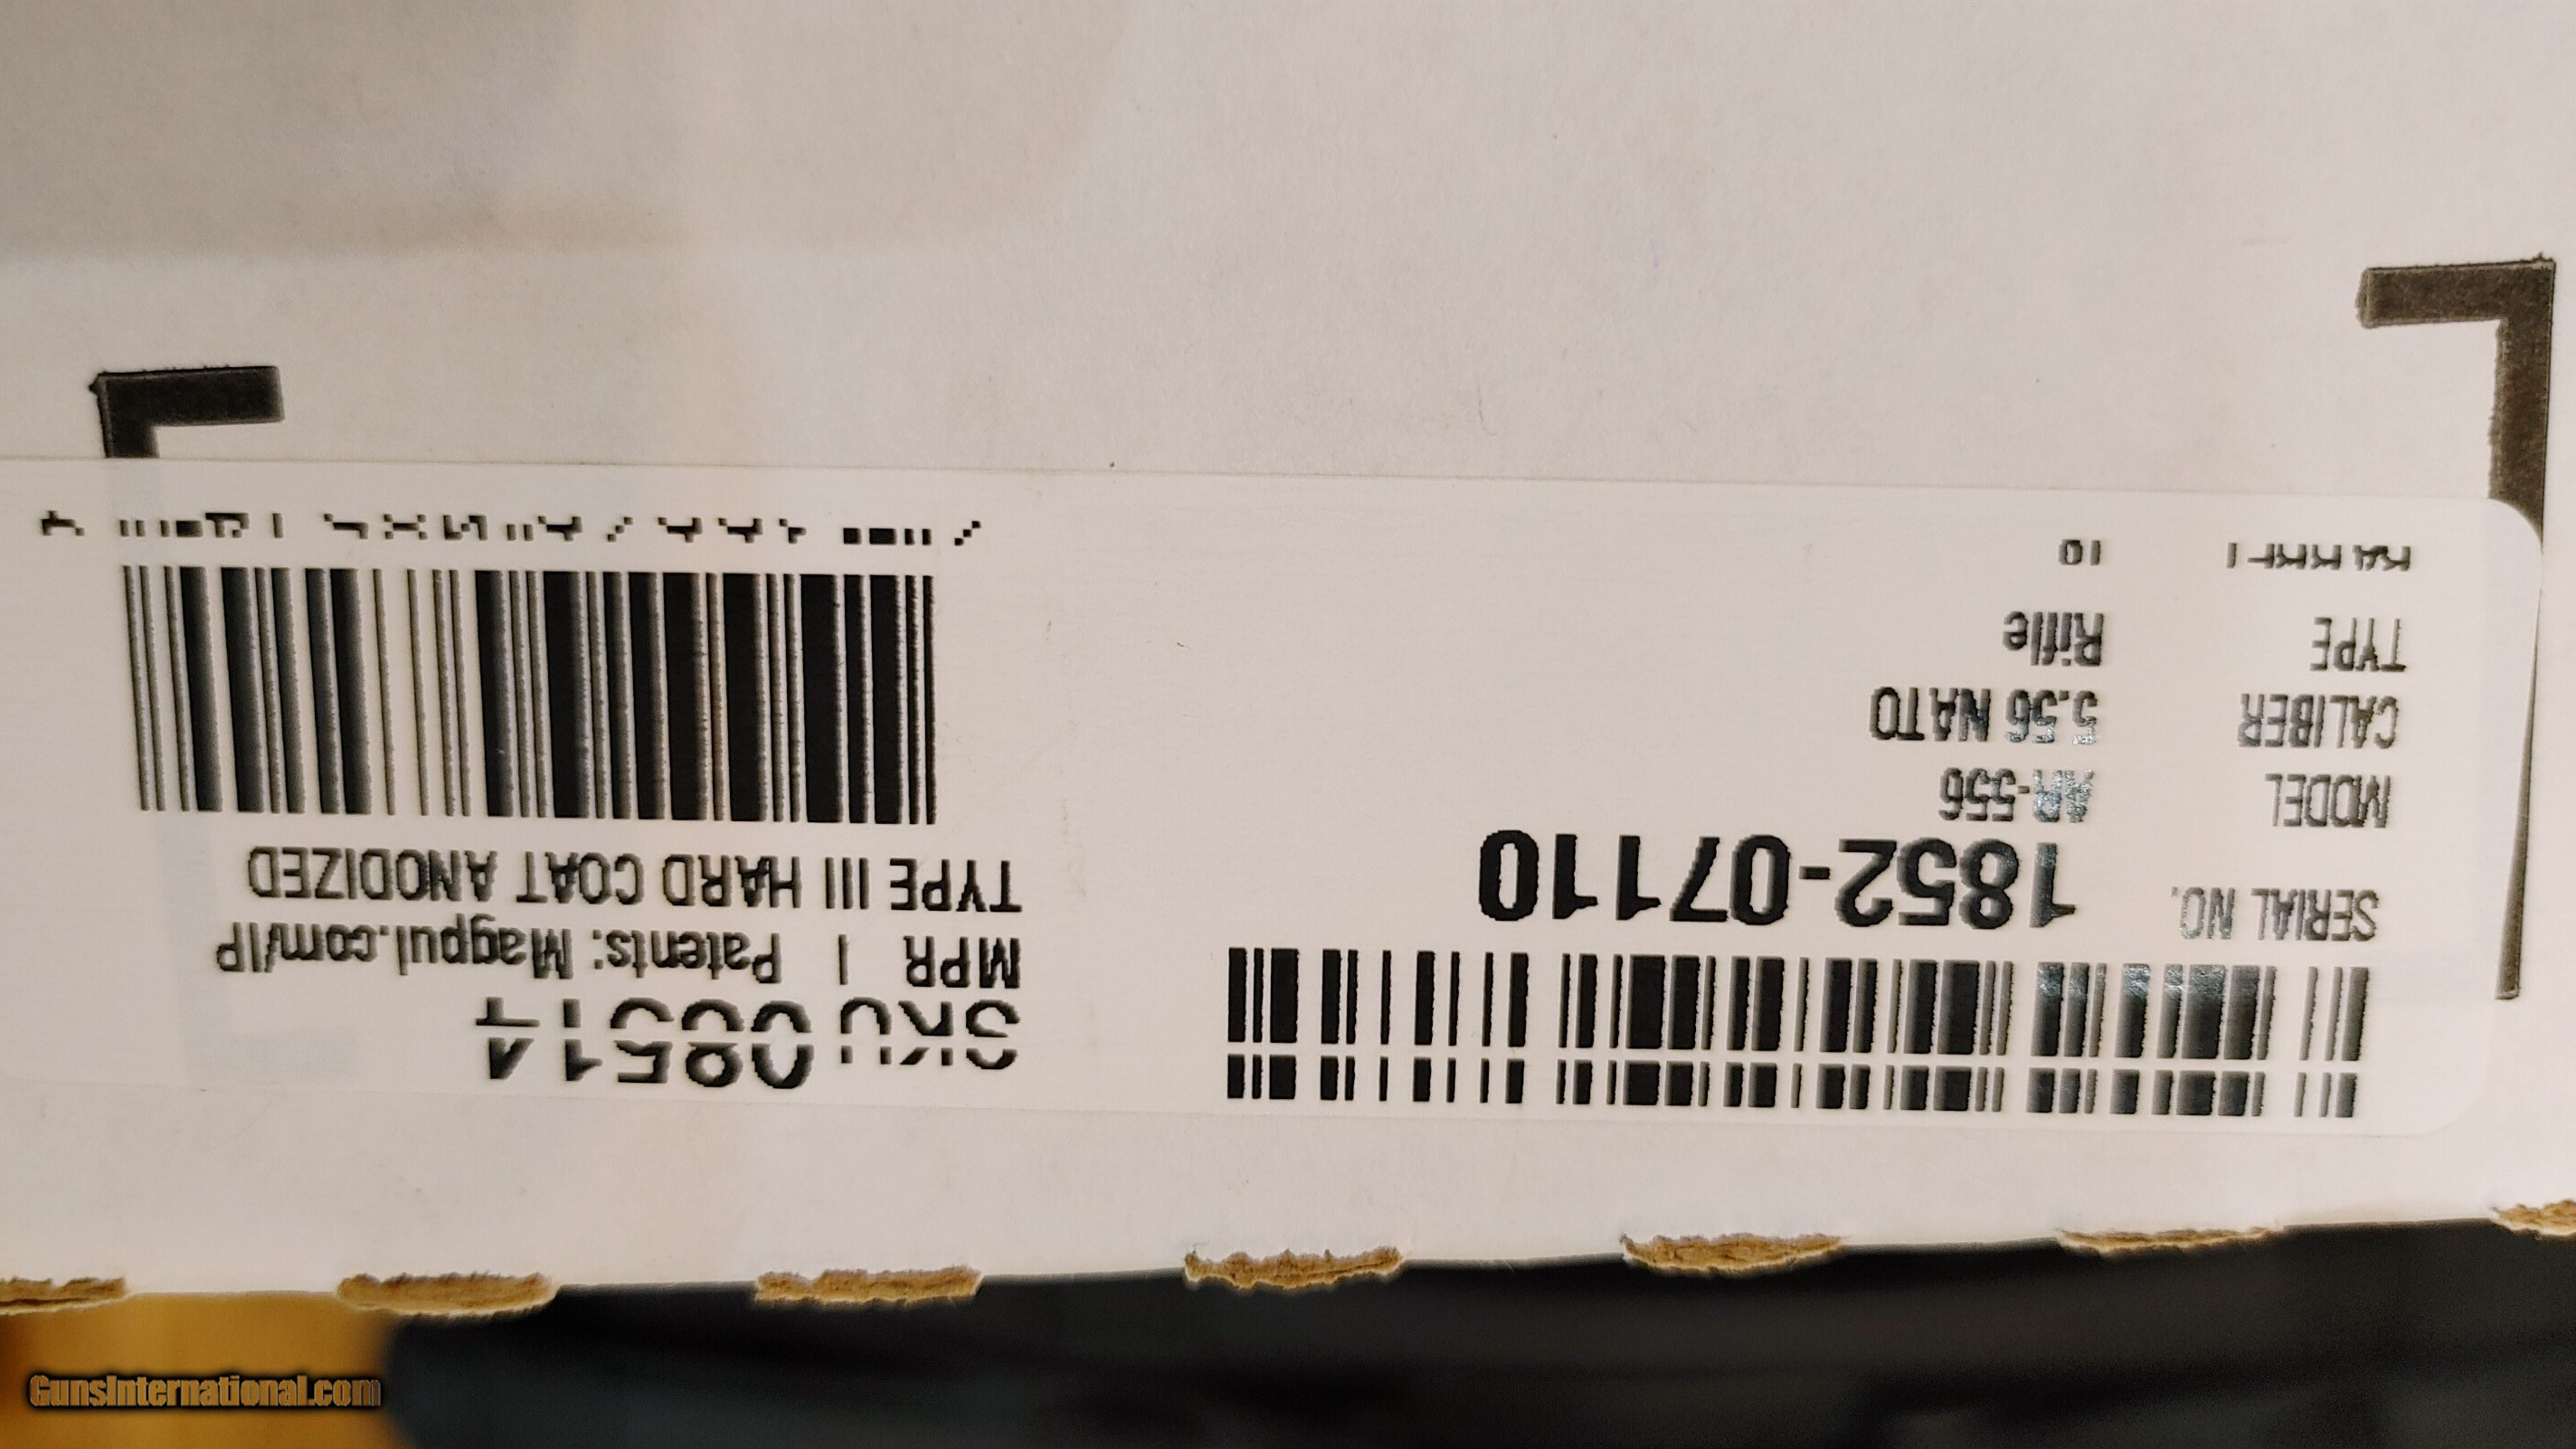 SKU 08514
MPR | Patents: Magpul.com/IP
TYPE III HARD COAT ANODIZED
SERIAL NO. 1852-07110
MODEL AR-556
CALIBER 5.56 NATO
TYPE Rifle
GunsInternational.com